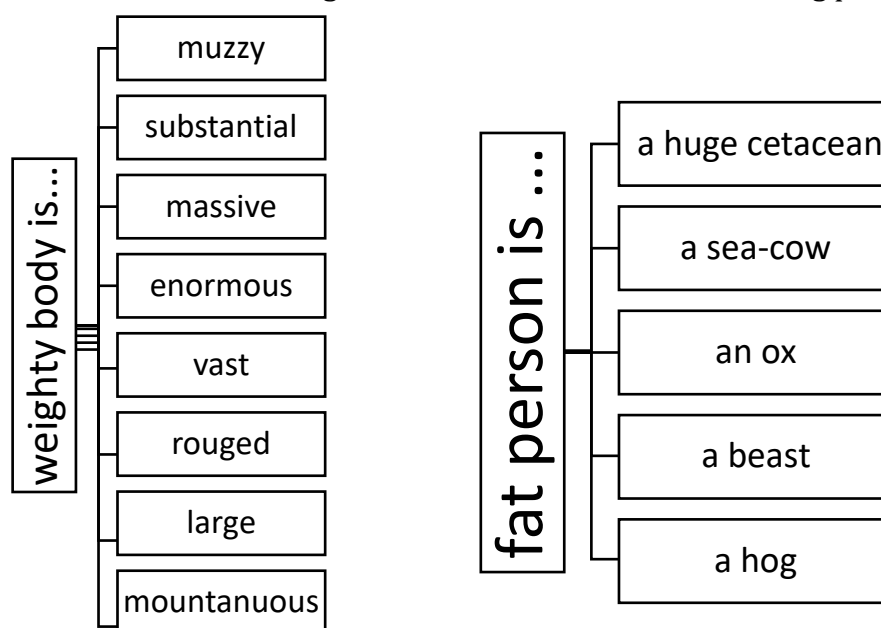 weighty body is...
muzzy
substantial
massive
enormous
vast
rouged
large
mountanuous
fat person is ...
a huge cetacean
a sea-cow
an ox
a beast
a hog